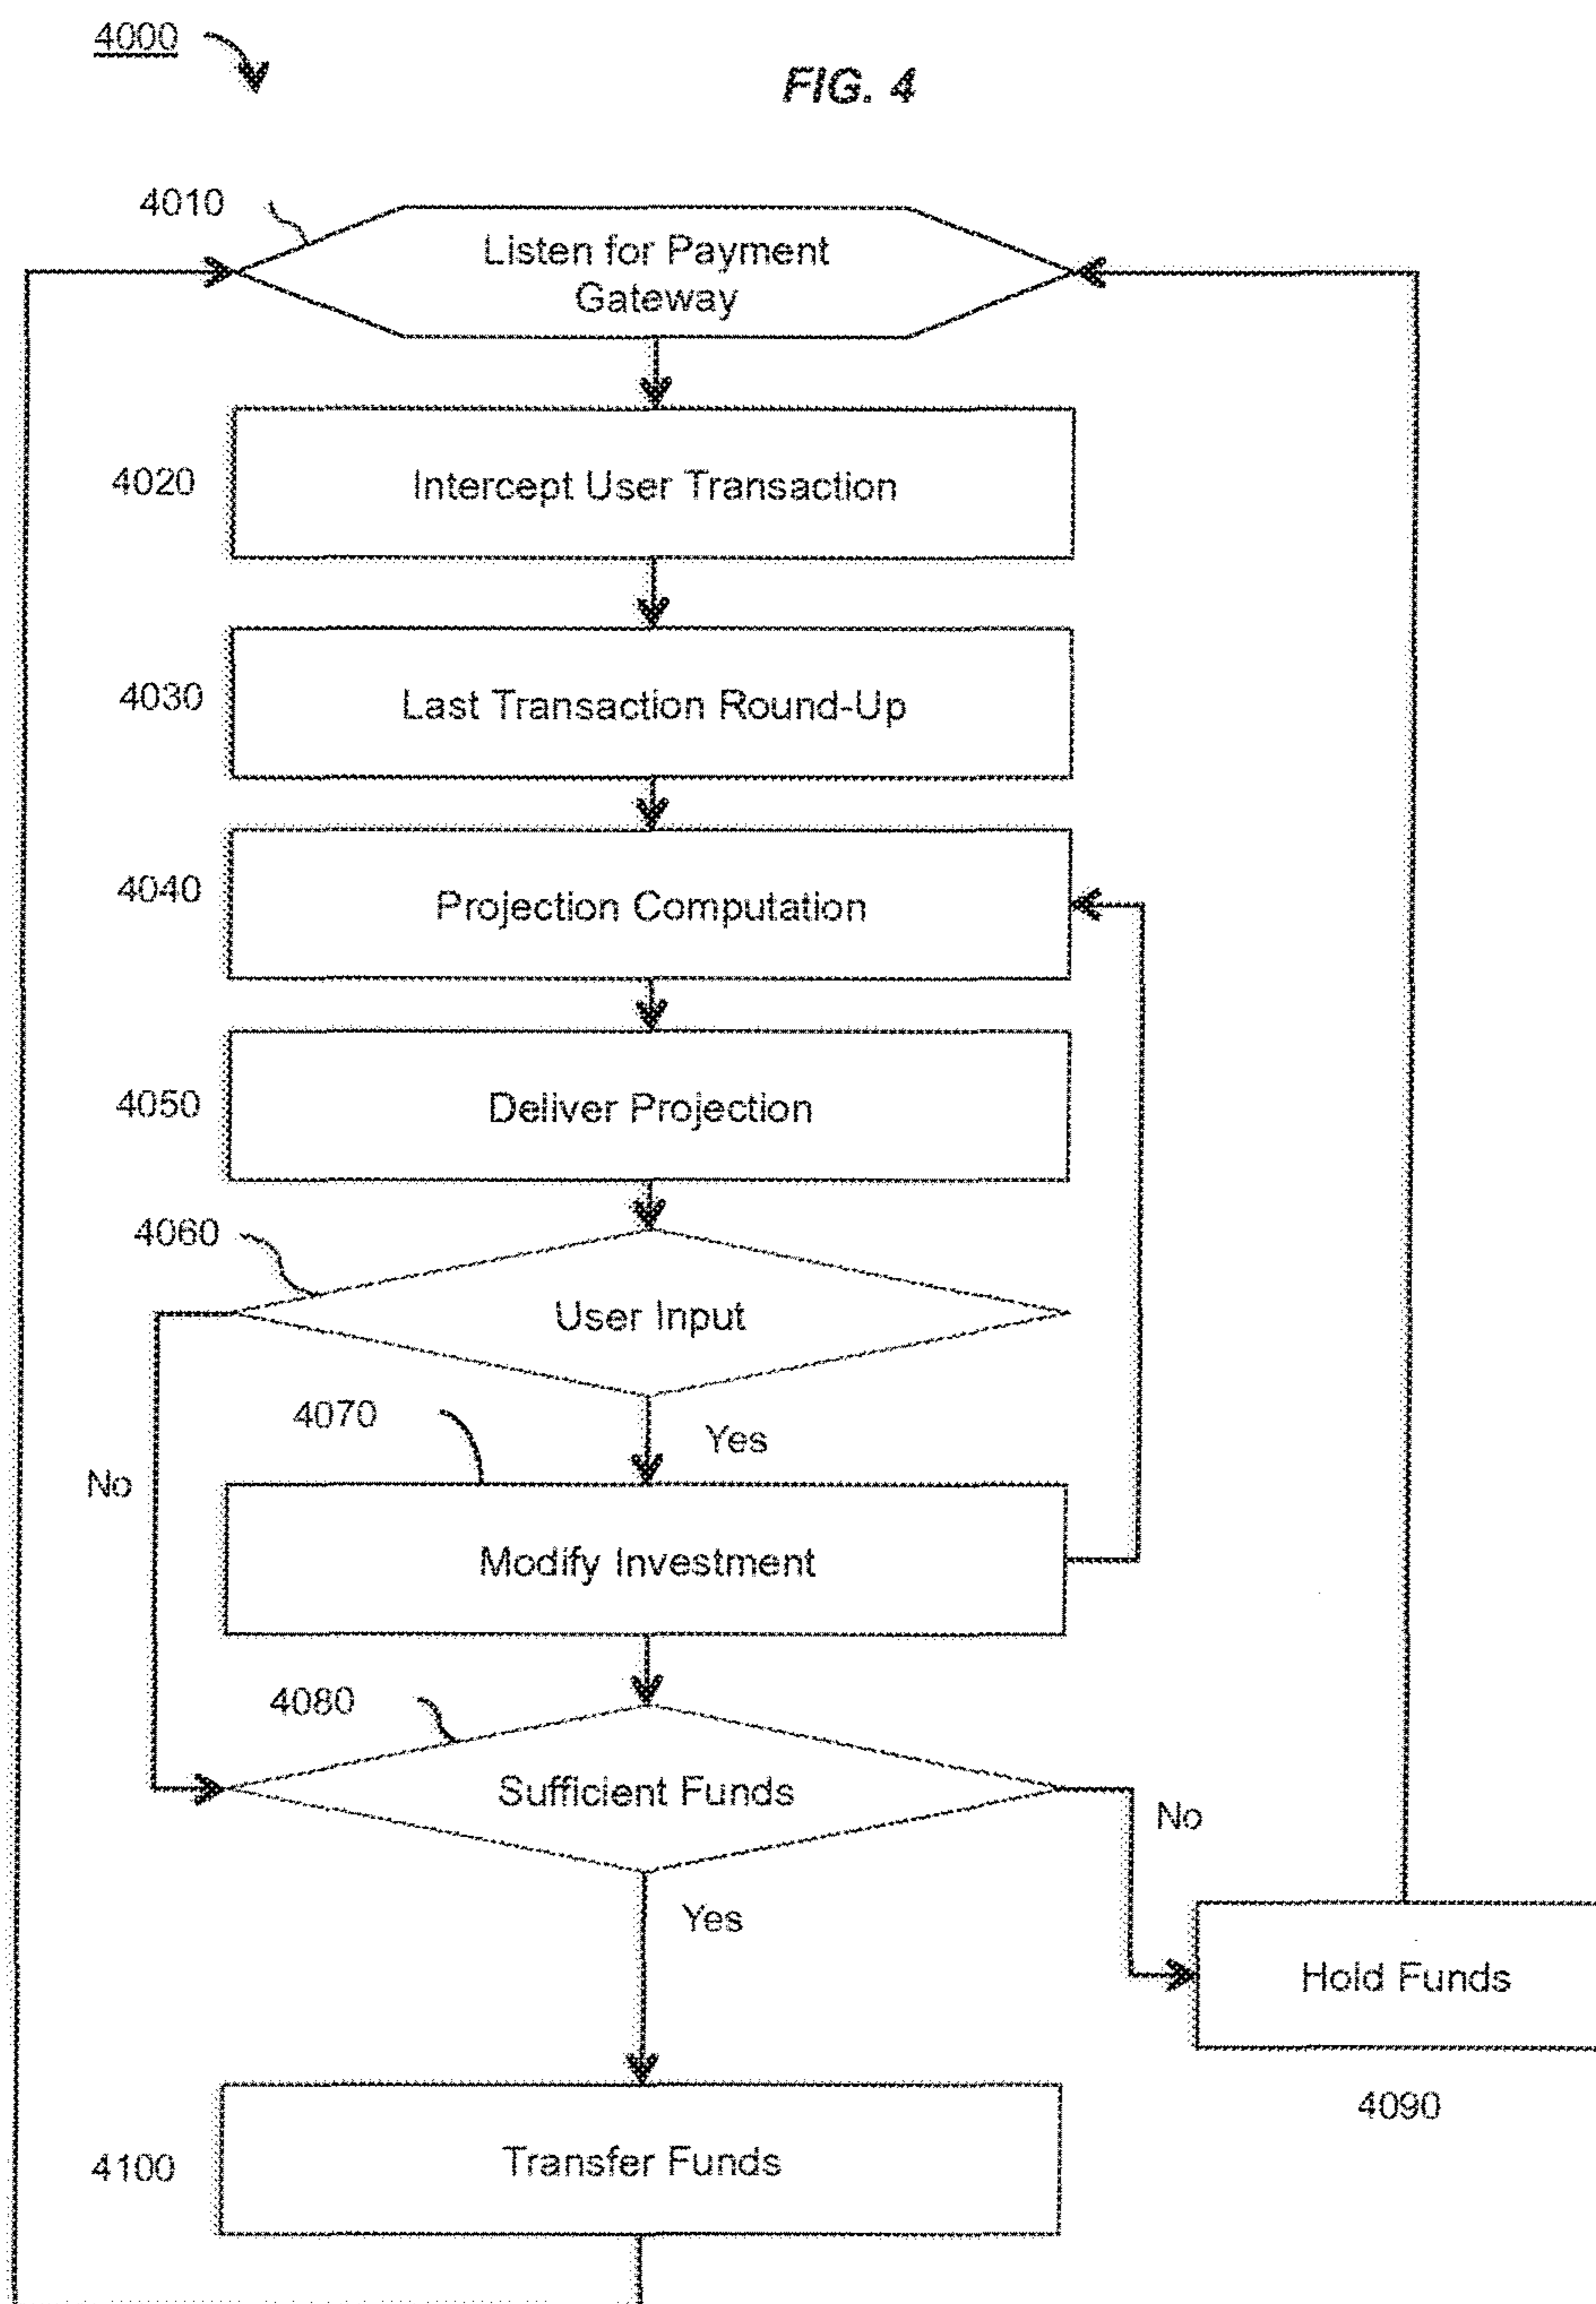 4000
FIG. 4
4010
Listen for Payment
Gateway
4020
Intercept User Transaction
4030
Last Transaction Round-Up
4040
Projection Computation
4050
Deliver Projection
4060
User Input
4070
Yes
No
Modify Investment
4080
Sufficient Funds
No
Yes
Hold Funds
4090
4100
Transfer Funds